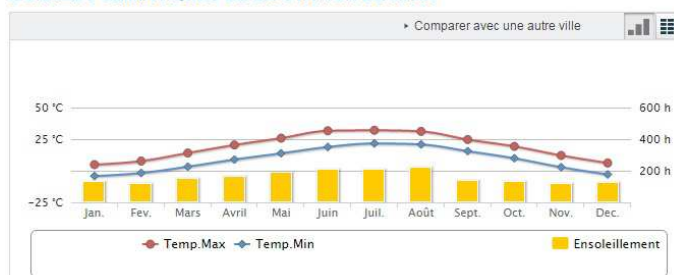 ▸ Comparer avec une autre ville
50 °C
600 h
25 °C
400 h
200 h
-25 °C
Jan. Fev. Mars Avril Mai Juin Juil. Août Sept. Oct. Nov. Dec.
Temp.Max Temp.Min Ensoleillement